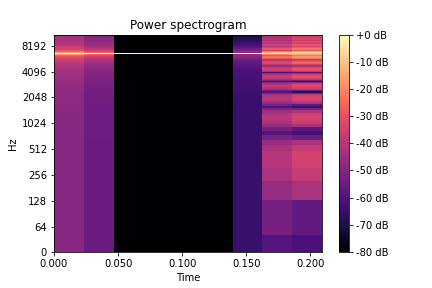 Power spectrogram
8192
4096
2048
1024
512
256
128
64
0
Hz
0.000 0.050 0.100 0.150 0.200
Time
+0 dB
-10 dB
-20 dB
-30 dB
-40 dB
-50 dB
-60 dB
-70 dB
-80 dB